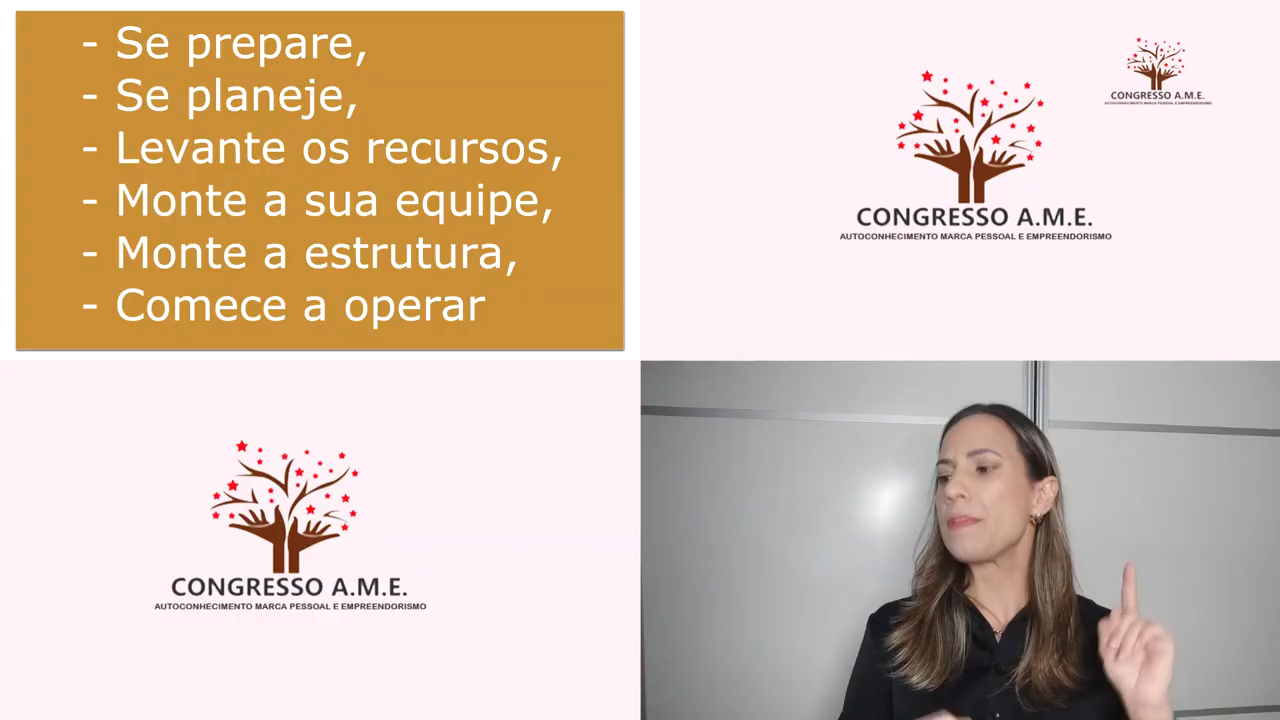 - Se prepare,
- Se planeje,
- Levante os recursos,
- Monte a sua equipe,
- Monte a estrutura,
- Comece a operar
CONGRESSO A.M.E.
AUTOCONHECIMENTO MARCA PESSOAL E EMPREENDORISMO
CONGRESSO A.M.E.
AUTOCONHECIMENTO MARCA PESSOAL E EMPREENDORISMO
CONGRESSO A.M.E.
AUTOCONHECIMENTO MARCA PESSOAL E EMPREENDORISMO